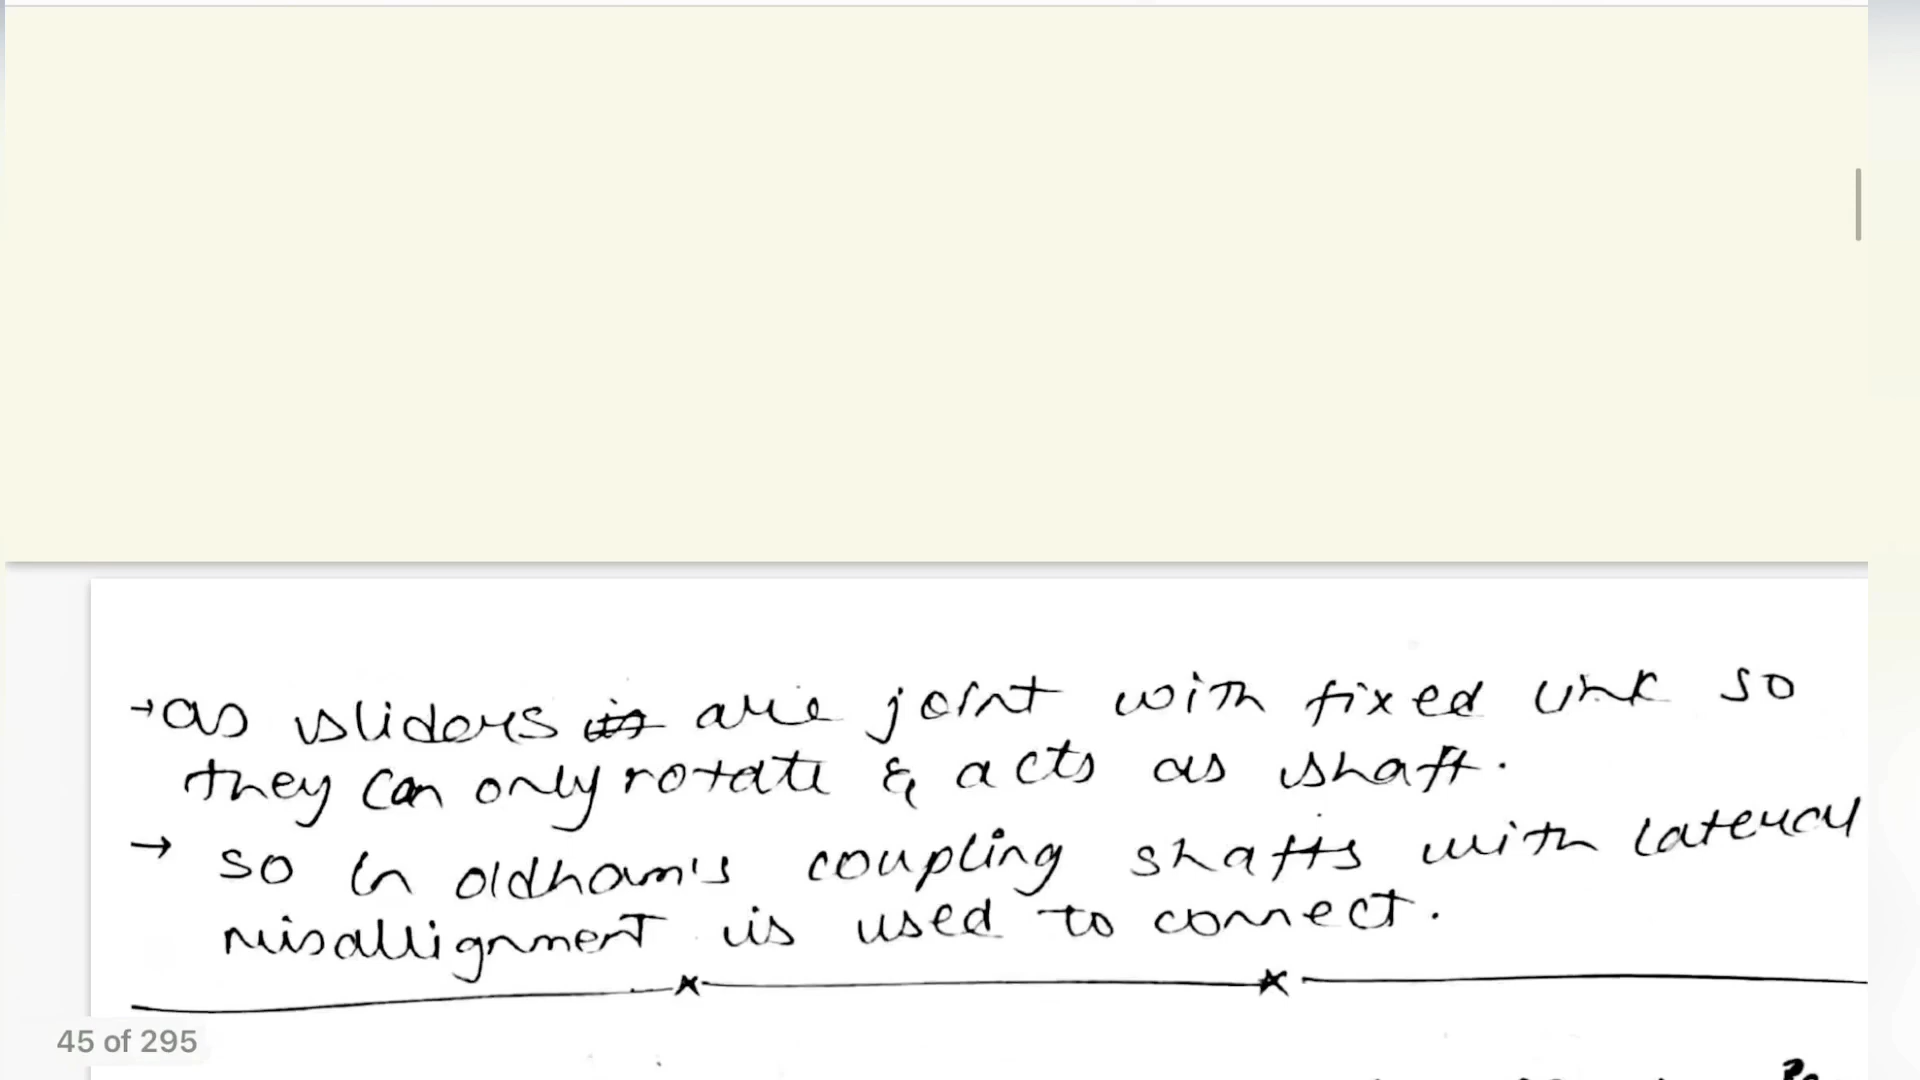 → as sliders are joint with fixed link so
they can only rotate & acts as shaft.
→ so in oldham's coupling shafts with lateral
misallignment is used to connect.
45 of 295